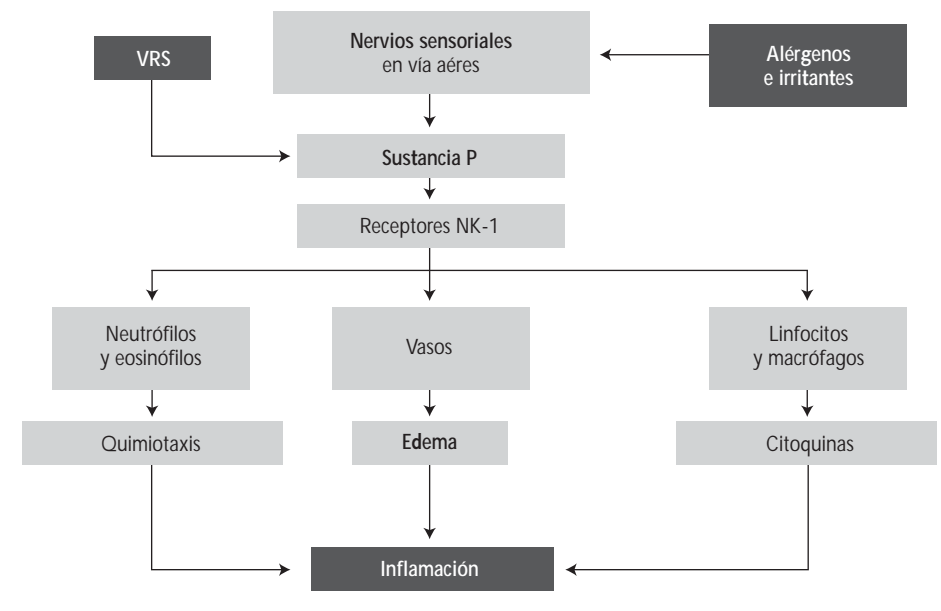 Nervios sensoriales
en vía aéres
VRS
Alérgenos
e irritantes
Sustancia P
Receptores NK-1
Neutrófilos
y eosinófilos
Vasos
Linfocitos
y macrófagos
Quimiotaxis
Edema
Citoquinas
Inflamación